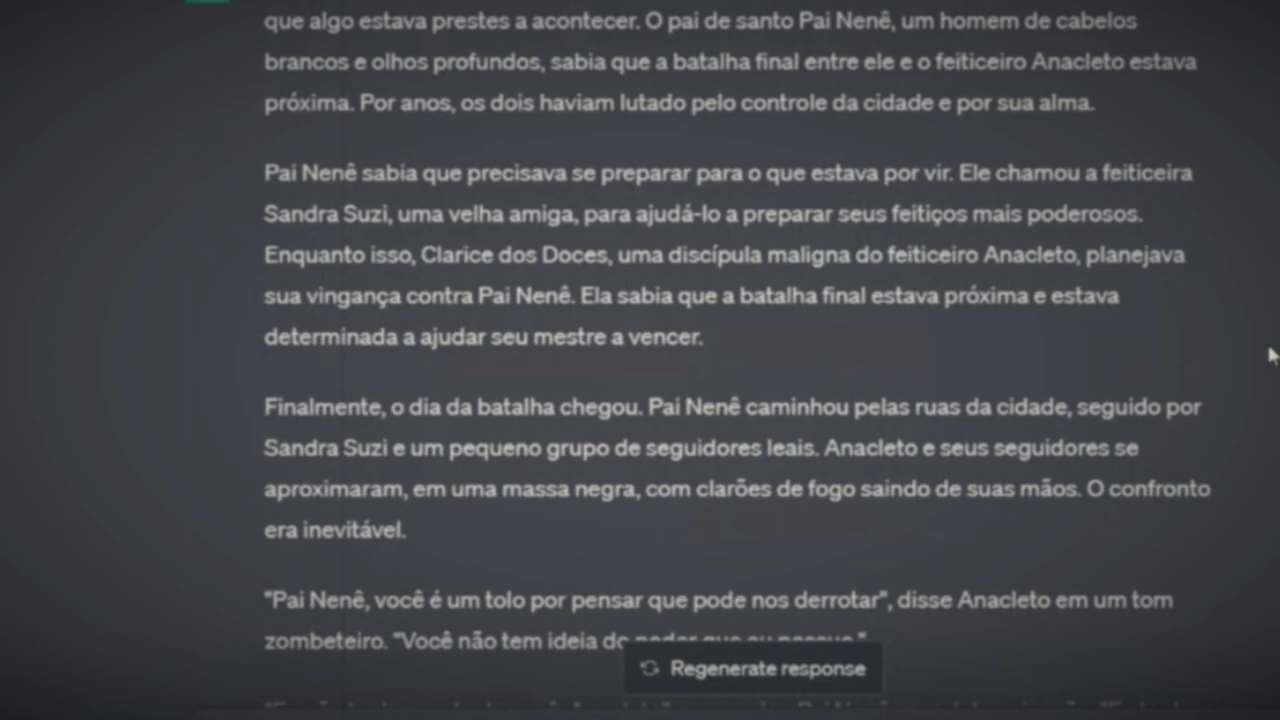 que algo estava prestes a acontecer. O pai de santo Pai Nenê, um homem de cabelos
brancos e olhos profundos, sabia que a batalha final entre ele e o feiticeiro Anacleto estava
próxima. Por anos, os dois haviam lutado pelo controle da cidade e por sua alma.
Pai Nenê sabia que precisava se preparar para o que estava por vir. Ele chamou a feiticeira
Sandra Suzi, uma velha amiga, para ajudá-lo a preparar seus feitiços mais poderosos.
Enquanto isso, Clarice dos Doces, uma discípula maligna do feiticeiro Anacleto, planejava
sua vingança contra Pai Nenê. Ela sabia que a batalha final estava próxima e estava
determinada a ajudar seu mestre a vencer.
Finalmente, o dia da batalha chegou. Pai Nenê caminhou pelas ruas da cidade, seguido por
Sandra Suzi e um pequeno grupo de seguidores leais. Anacleto e seus seguidores se
aproximaram, em uma massa negra, com clarões de fogo saindo de suas mãos. O confronto
era inevitável.
"Pai Nenê, você é um tolo por pensar que pode nos derrotar", disse Anacleto em um tom
zombeteiro. "Você não tem ideia do poder que eu possuo."
Regenerate response